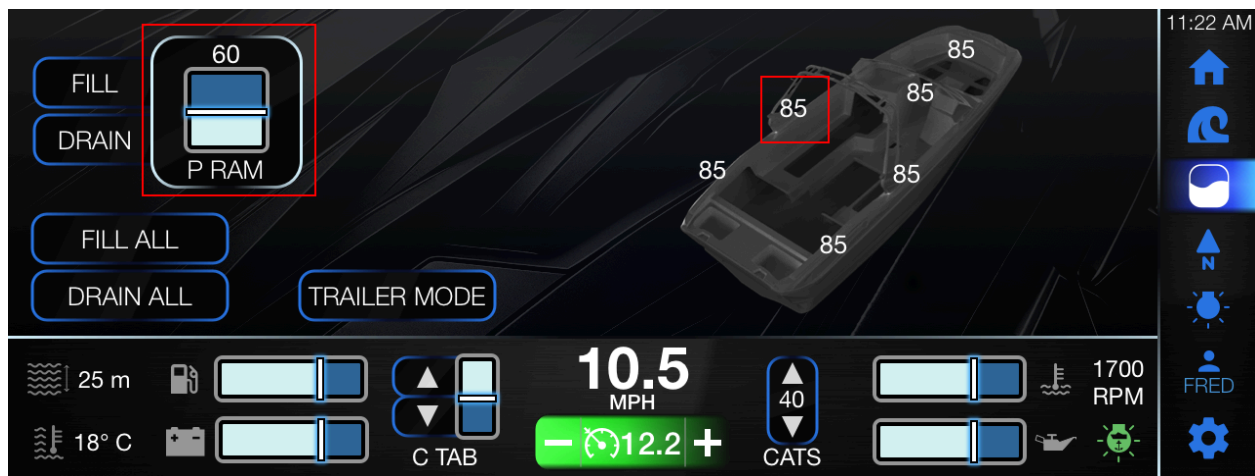 11:22 AM
60
FILL
DRAIN
P RAM
FILL ALL
DRAIN ALL
TRAILER MODE
85
85
85
85
85
85
N
FRED
25 m
18° C
C TAB
10.5
MPH
12.2
40
CATS
1700
RPM